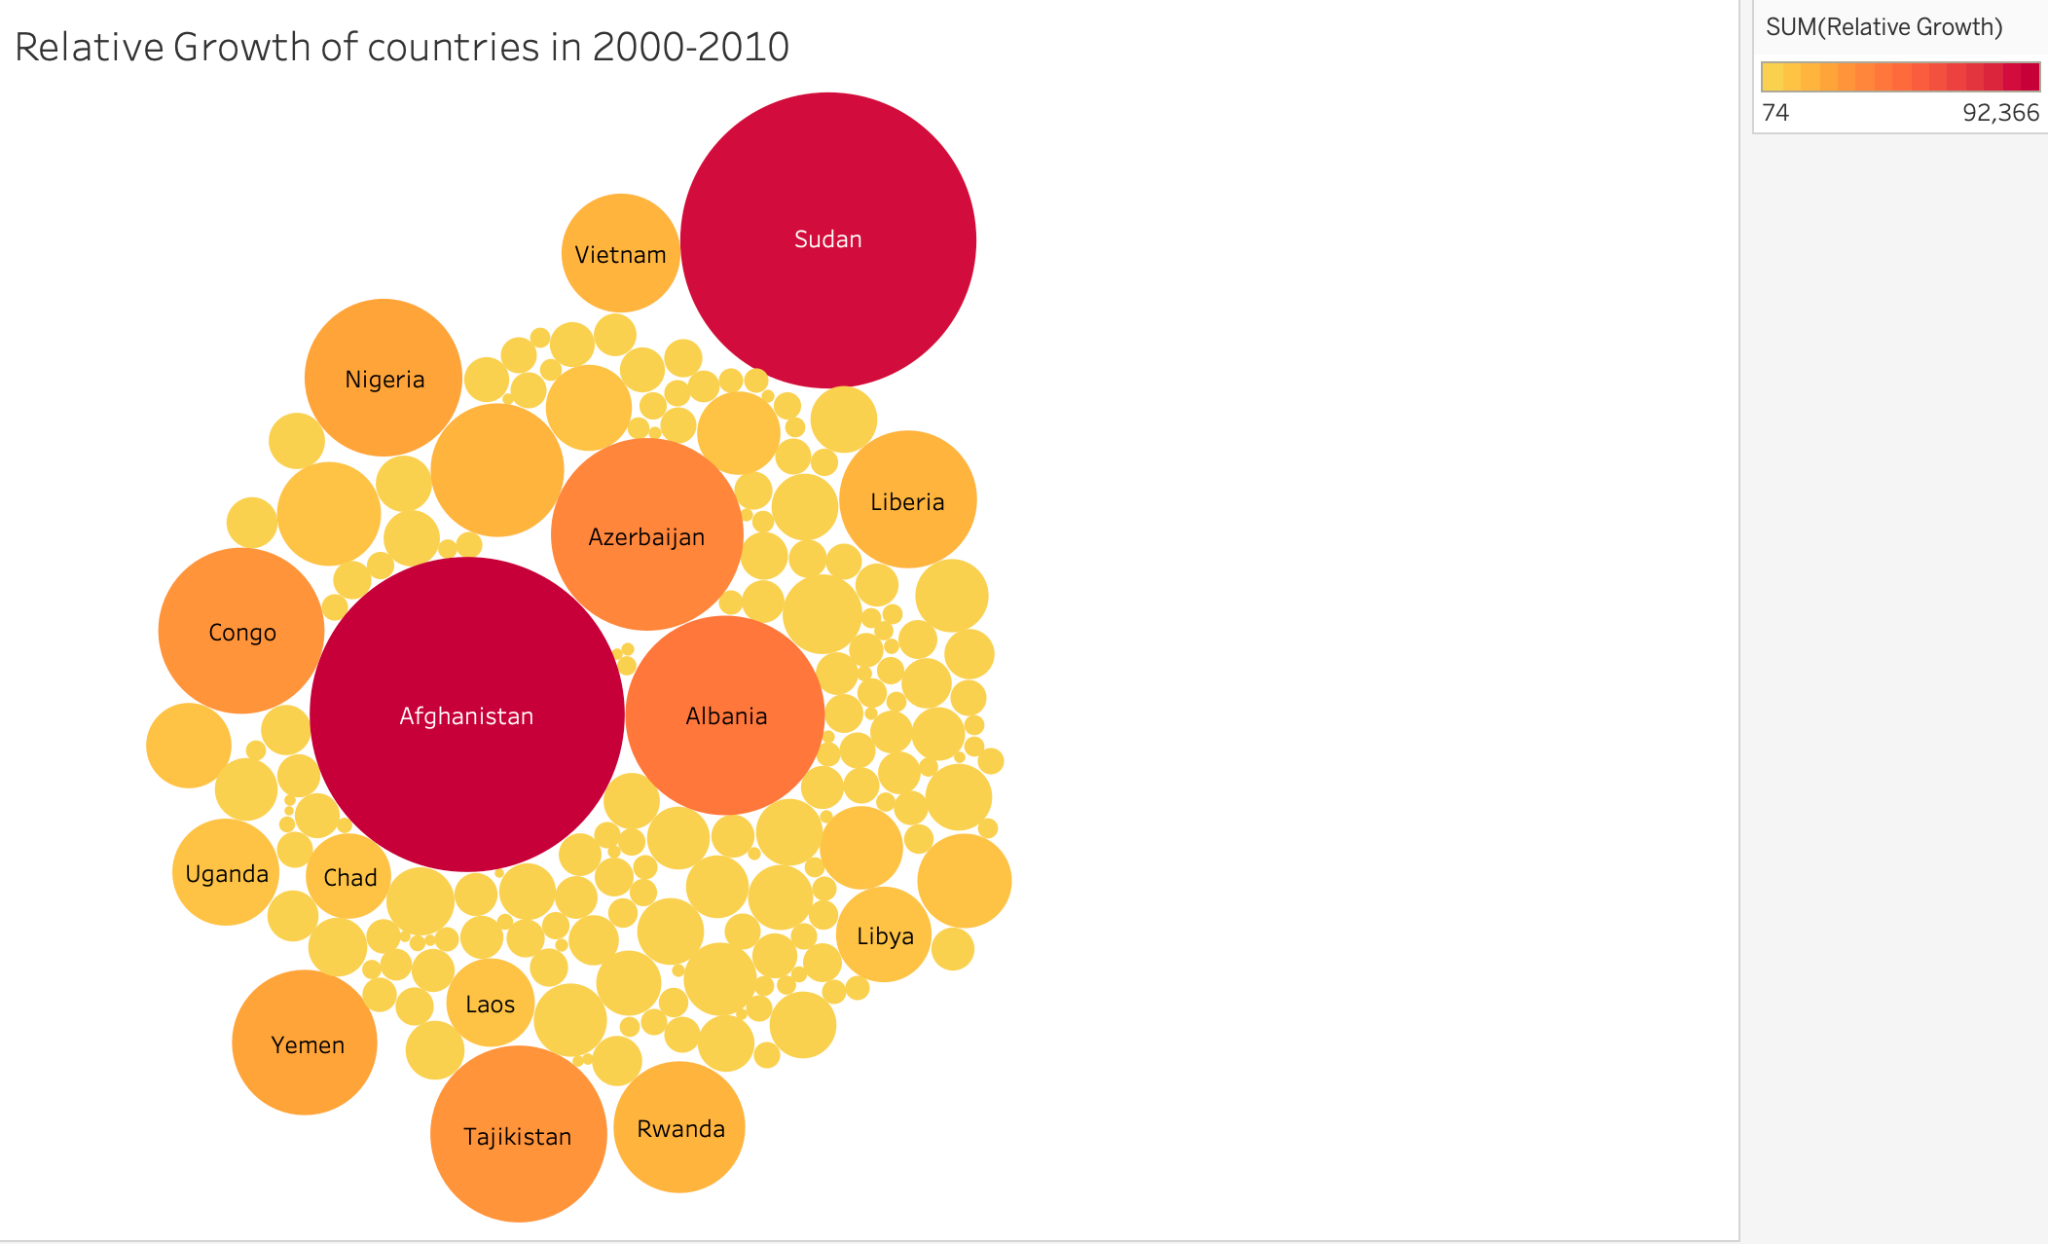 Relative Growth of countries in 2000-2010
SUM(Relative Growth)
74
92,366
Sudan
Vietnam
Nigeria
Liberia
Azerbaijan
Congo
Afghanistan
Albania
Uganda
Chad
Libya
Laos
Yemen
Tajikistan
Rwanda